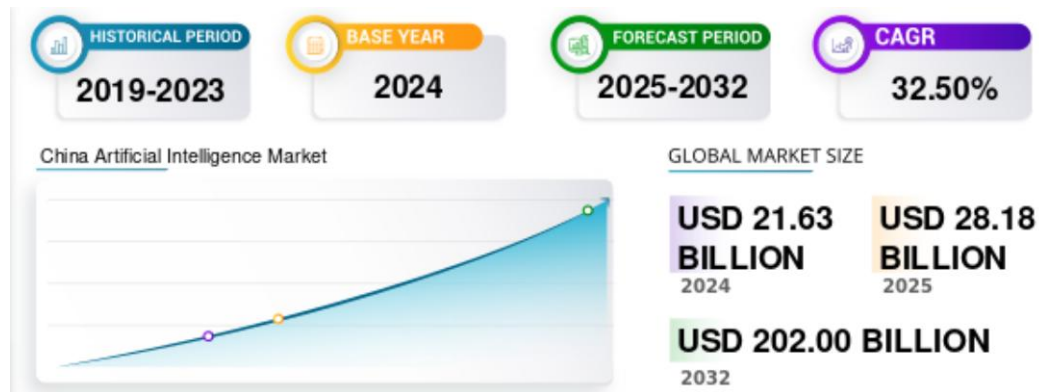 HISTORICAL PERIOD
2019-2023
BASE YEAR
2024
FORECAST PERIOD
2025-2032
CAGR
32.50%
China Artificial Intelligence Market
GLOBAL MARKET SIZE
USD 21.63
BILLION
2024
USD 28.18
BILLION
2025
USD 202.00 BILLION
2032